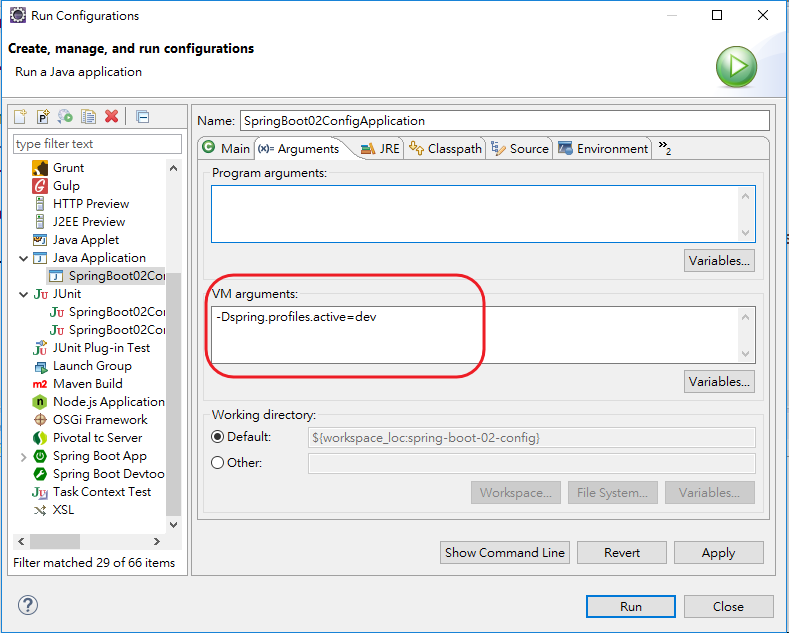 Run Configurations
Create, manage, and run configurations
Run a Java application
type filter text
Grunt
Gulp
HTTP Preview
J2EE Preview
Java Applet
Java Application
SpringBoot02Cor
JUnit
SpringBoot02Cor
SpringBoot02Cor
JUnit Plug-in Test
Launch Group
Maven Build
Node.js Application
OSGi Framework
Pivotal tc Server
Spring Boot App
Spring Boot Devtoo
Task Context Test
XSL
Filter matched 29 of 66 items
Name: SpringBoot02ConfigApplication
Main (x)= Arguments JRE Classpath Source Environment »2
Program arguments:
Variables...
VM arguments:
-Dspring.profiles.active=dev
Variables...
Working directory:
Default: ${workspace_loc:spring-boot-02-config}
Other:
Workspace... File System... Variables...
Show Command Line Revert Apply
Run Close